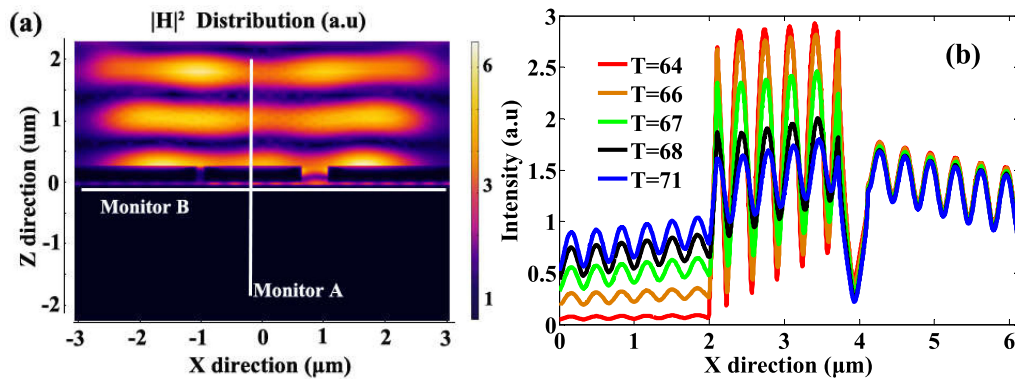 (a)
|H|² Distribution (a.u)
Z direction (um)
2
1
0
-1
-2
Monitor B
Monitor A
6
3
1
-3
-2
-1
0
1
2
3
X direction (μm)
(b)
Intensity (a.u)
3
2.5
2
1.5
1
0.5
0
T=64
T=66
T=67
T=68
T=71
0
1
2
3
4
5
6
X direction (μm)